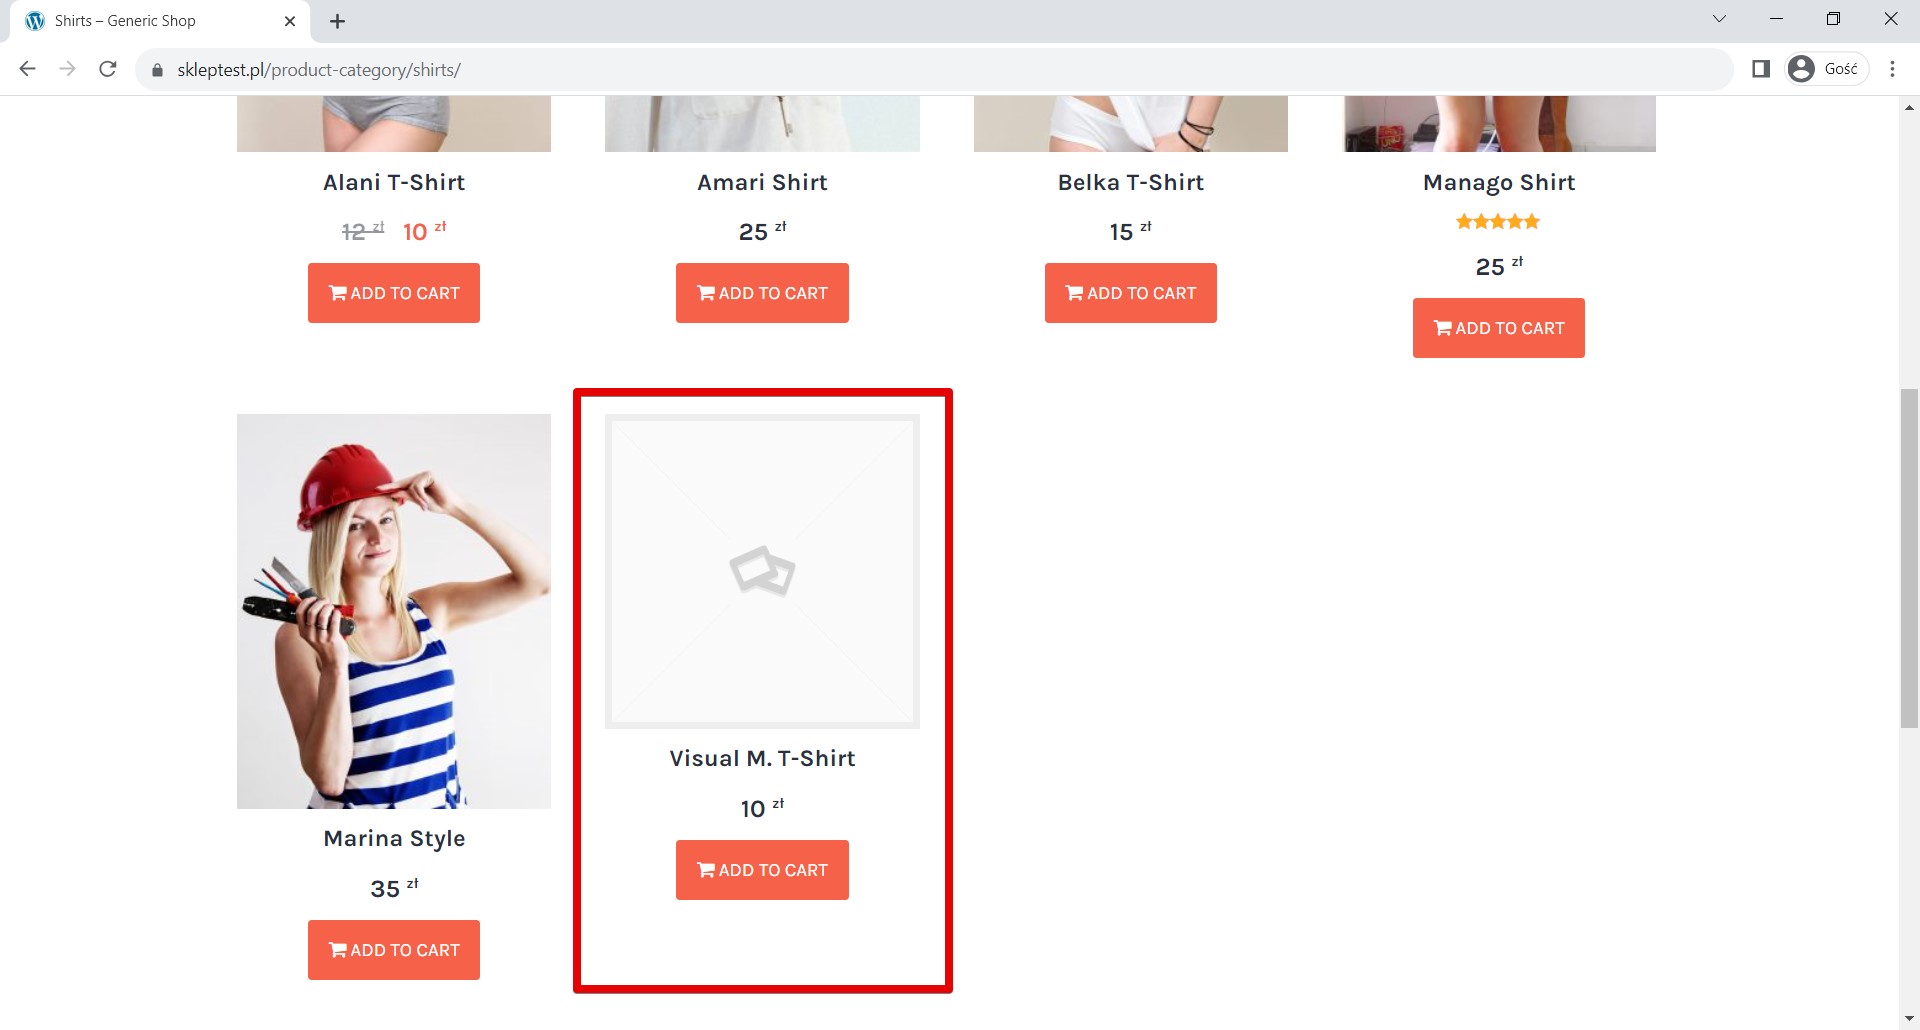 Shirts – Generic Shop
skleptest.pl/product-category/shirts/
Gość
Alani T-Shirt
12 zł 10 zł
ADD TO CART
Amari Shirt
25 zł
ADD TO CART
Belka T-Shirt
15 zł
ADD TO CART
Manago Shirt
25 zł
ADD TO CART
Marina Style
35 zł
ADD TO CART
Visual M. T-Shirt
10 zł
ADD TO CART